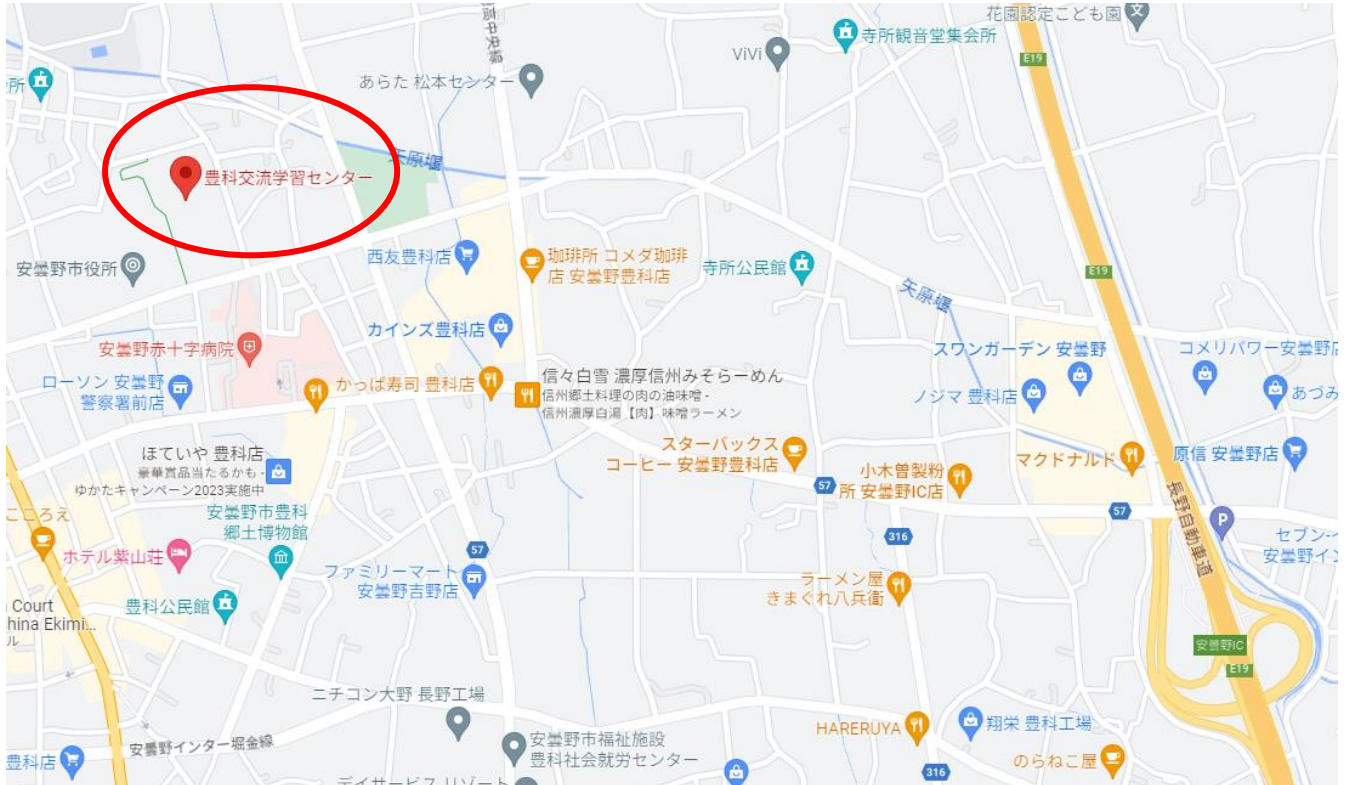 花園認定こども園
寺所観音堂集会所
ViVi
E19
高中央線
あらた 松本センター
所
矢原堰
豊科交流学習センター
安曇野市役所
西友豊科店
珈琲所 コメダ珈琲
店 安曇野豊科店
寺所公民館
E19
矢原堰
カインズ豊科店
安曇野赤十字病院
スワンガーデン 安曇野
コメリパワー安曇野店
ローソン 安曇野
警察署前店
かっぱ寿司 豊科店
信々白雪 濃厚信州みそらーめん
信州郷土料理の肉の油味噌・
信州濃厚白湯【肉】味噌ラーメン
ノジマ 豊科店
あづみ
ほていや 豊科店
豪華賞品当たるかも・
ゆかたキャンペーン2023実施中
スターバックス
コーヒー 安曇野豊科店
小木曽製粉
所 安曇野IC店
マクドナルド
原信 安曇野店
57
57
長野自動車道
P
こころえ
安曇野市豊科
郷土博物館
316
セブン-イ
安曇野イン
ホテル紫山荘
57
ファミリーマート
安曇野吉野店
ラーメン屋
きまぐれ八兵衛
豊科公民館
Court
hina Ekimi...
ル
安曇野IC
E19
ニチコン大野 長野工場
HARERUYA
翔栄 豊科工場
安曇野インター堀金線
安曇野市福祉施設
豊科社会就労センター
豊科店
のらねこ屋
316
デイサービス リゾート